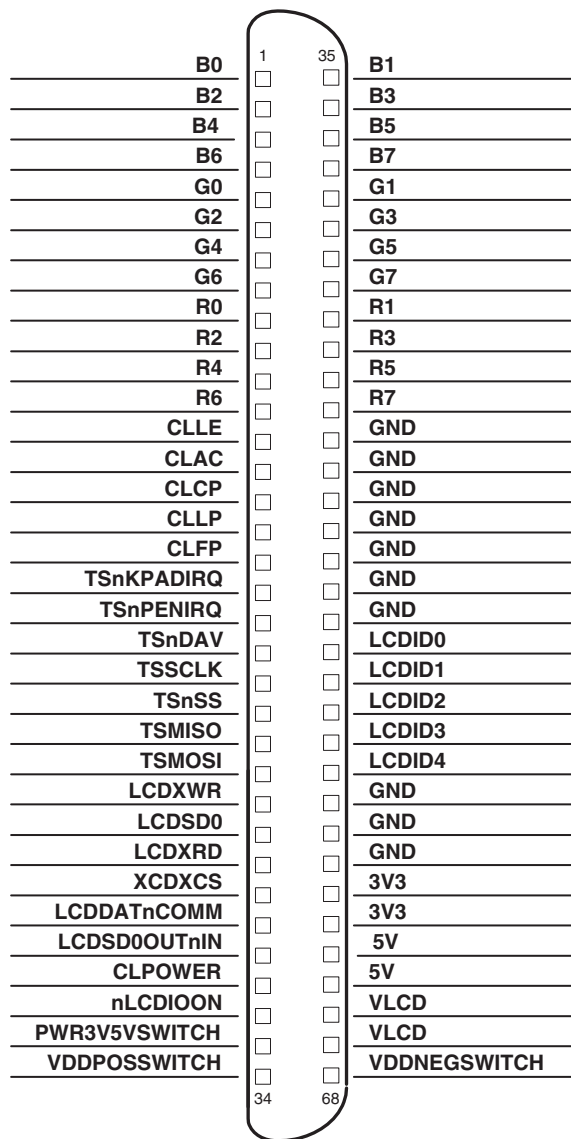 1 35
B0 B1
B2 B3
B4 B5
B6 B7
G0 G1
G2 G3
G4 G5
G6 G7
R0 R1
R2 R3
R4 R5
R6 R7
CLLE GND
CLAC GND
CLCP GND
CLLP GND
CLFP GND
TSnKPADIRQ GND
TSnPENIRQ GND
TSnDAV LCDID0
TSSCLK LCDID1
TSnSS LCDID2
TSMISO LCDID3
TSMOSI LCDID4
LCDXWR GND
LCDSD0 GND
LCDXRD GND
XCDXCS 3V3
LCDDATnCOMM 3V3
LCDSD0OUTnIN 5V
CLPOWER 5V
nLCDIOON VLCD
PWR3V5VSWITCH VLCD
VDDPOSSWITCH VDDNEGSWITCH
34 68